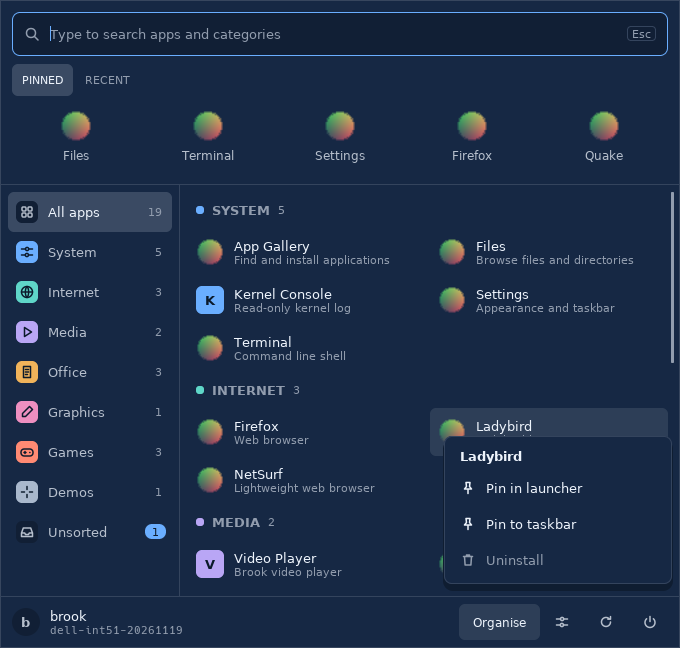 Type to search apps and categories
Esc
PINNED RECENT
Files Terminal Settings Firefox Quake
All apps 19
System 5
Internet 3
Media 2
Office 3
Graphics 1
Games 3
Demos 1
Unsorted 1
SYSTEM 5
App Gallery
Find and install applications
Files
Browse files and directories
K
Kernel Console
Read-only kernel log
Settings
Appearance and taskbar
Terminal
Command line shell
INTERNET 3
Firefox
Web browser
Ladybird
NetSurf
Lightweight web browser
MEDIA 2
V
Video Player
Brook video player
Ladybird
Pin in launcher
Pin to taskbar
Uninstall
b
brook
dell-int51-20261119
Organise